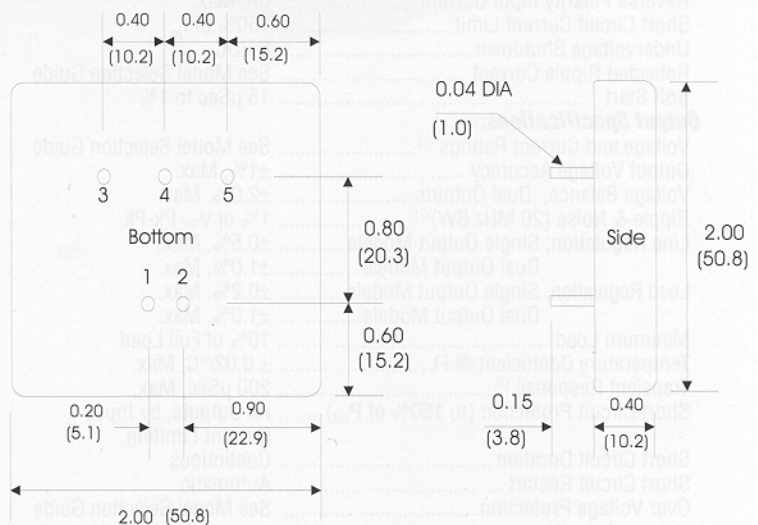 0.40 0.40 0.60
(10.2) (10.2) (15.2)
Reverse Polarity Input Current
Short Circuit Current Limit
Undervoltage Shutdown
Reflected Ripple Current See Model Selection Guide
0.04 DIA
Soft Start 15 µSec to 1%
(1.0)
Output Specifications:
Voltage and Current Ratings See Model Selection Guide
Output Voltage Accuracy ±1% Max.
3 4 5
Voltage Balance, Dual Outputs
Ripple & Noise (20 MHz BW) 1% of Pk-Pk
0.80
(20.3)
Bottom
Side
2.00
(50.8)
Line Regulation; Single Output Models ±0.5%
Dual Output Models ±1.0%, Max.
1 2
Load Regulation; Single Output Models ±0.2%
Dual Output Models ±1.0%, Max.
0.60
(15.2)
Minimum Load 10% of Full Load
Temperature Coefficient @ FL ±0.02/°C, Max.
Transient Response 200 µSec. Max.
0.20 0.90 0.15 0.40
(5.1) (22.9) (3.8) (10.2)
Short Circuit Protection (to 150% of
Short Circuit Duration Continuous
Short Circuit Restart Automatic
Over Voltage Protection See Model Selection Guide
2.00 (50.8)